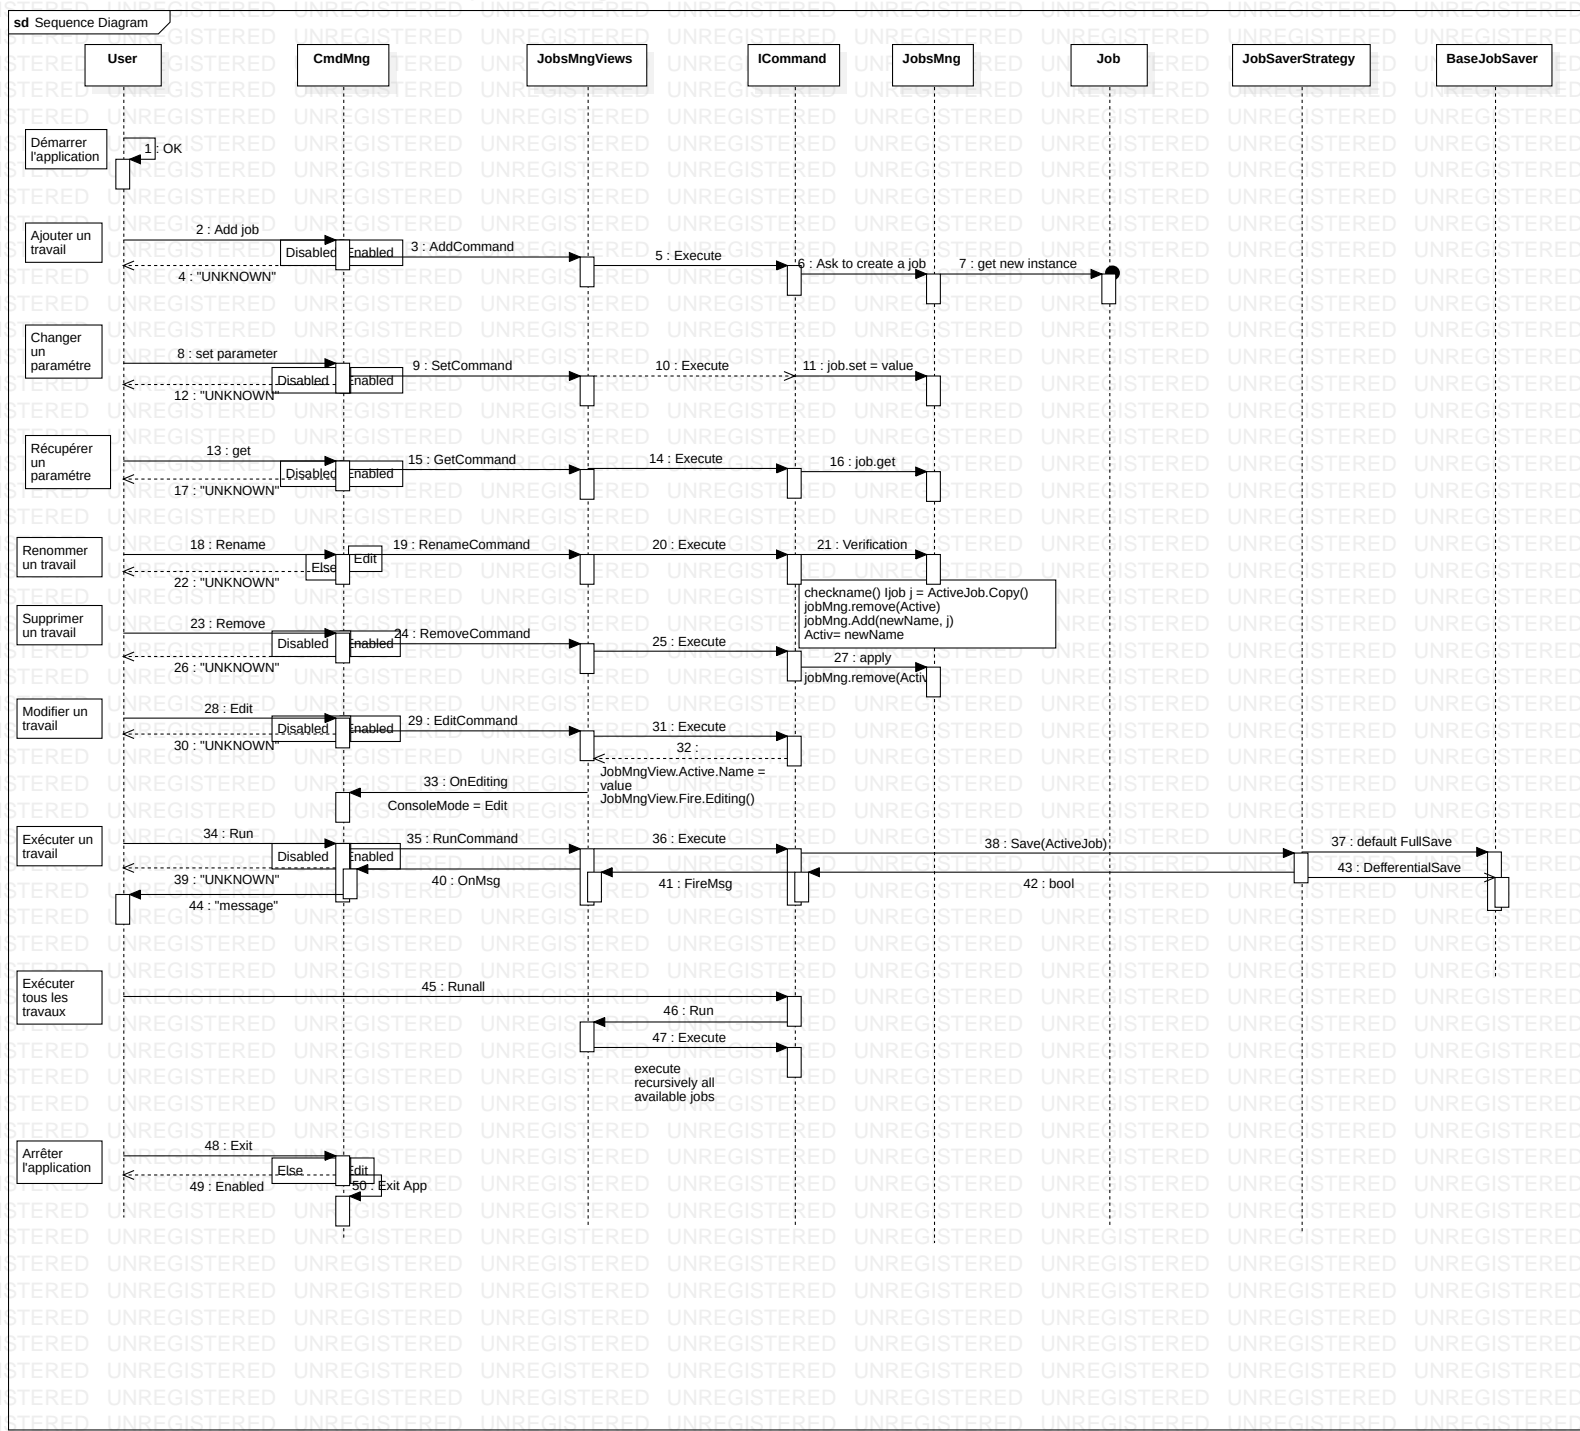 sd Sequence Diagram
User
CmdMng
JobsMngViews
ICommand
JobsMng
Job
JobSaverStrategy
BaseJobSaver
Démarrer
l'application
1 : OK
Ajouter un
travail
2 : Add job
Disabled
Enabled
3 : AddCommand
4 : "UNKNOWN"
5 : Execute
6 : Ask to create a job
7 : get new instance
Changer
un
paramétre
8 : set parameter
Disabled
Enabled
9 : SetCommand
10 : Execute
11 : job.set = value
12 : "UNKNOWN"
Récupérer
un
paramétre
13 : get
Disabled
Enabled
15 : GetCommand
14 : Execute
16 : job.get
17 : "UNKNOWN"
Renommer
un travail
18 : Rename
Else
Edit
19 : RenameCommand
20 : Execute
21 : Verification
22 : "UNKNOWN"
checkname() Ijob j = ActiveJob.Copy()
jobMng.remove(Active)
jobMng.Add(newName, j)
Activ= newName
Supprimer
un travail
23 : Remove
Disabled
Enabled
24 : RemoveCommand
25 : Execute
26 : "UNKNOWN"
27 : apply
jobMng.remove(Activ
Modifier un
travail
28 : Edit
Disabled
Enabled
29 : EditCommand
31 : Execute
30 : "UNKNOWN"
32 :
JobMngView.Active.Name =
value
JobMngView.Fire.Editing()
33 : OnEditing
ConsoleMode = Edit
Exécuter un
travail
34 : Run
Disabled
Enabled
35 : RunCommand
36 : Execute
38 : Save(ActiveJob)
37 : default FullSave
39 : "UNKNOWN"
40 : OnMsg
41 : FireMsg
42 : bool
43 : DefferentialSave
44 : "message"
Exécuter
tous les
travaux
45 : Runall
46 : Run
47 : Execute
execute
recursively all
available jobs
Arrêter
l'application
48 : Exit
Else
Edit
49 : Enabled
50 : Exit App